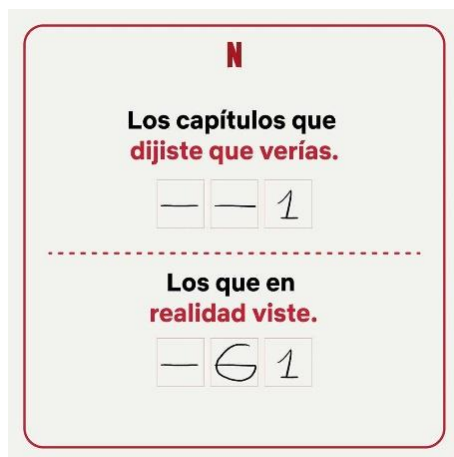 N
Los capítulos que
dijiste que verías.
— — 1
Los que en
realidad viste.
— 6 1